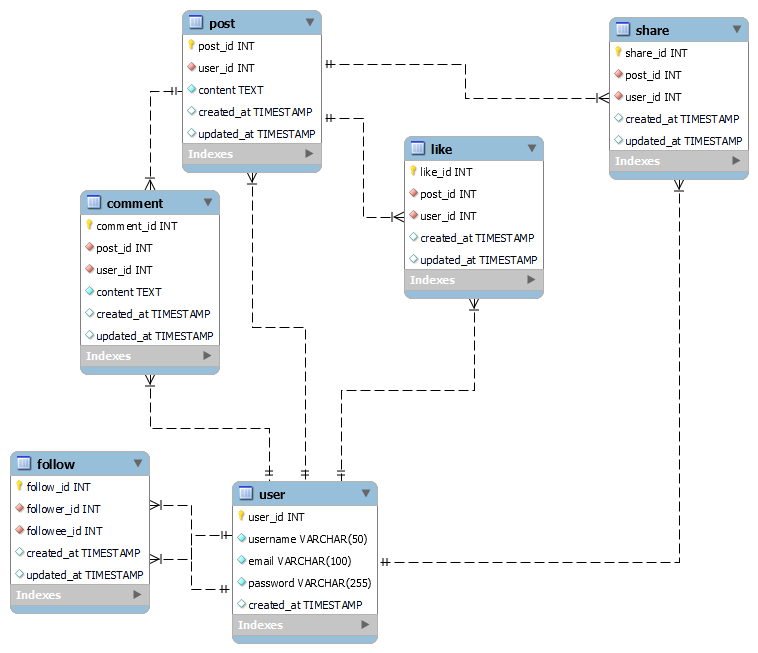 post
post_id INT
user_id INT
content TEXT
created_at TIMESTAMP
updated_at TIMESTAMP
Indexes
share
share_id INT
post_id INT
user_id INT
created_at TIMESTAMP
updated_at TIMESTAMP
Indexes
like
like_id INT
post_id INT
user_id INT
created_at TIMESTAMP
updated_at TIMESTAMP
Indexes
comment
comment_id INT
post_id INT
user_id INT
content TEXT
created_at TIMESTAMP
updated_at TIMESTAMP
Indexes
follow
follow_id INT
follower_id INT
followee_id INT
created_at TIMESTAMP
updated_at TIMESTAMP
Indexes
user
user_id INT
username VARCHAR(50)
email VARCHAR(100)
password VARCHAR(255)
created_at TIMESTAMP
Indexes